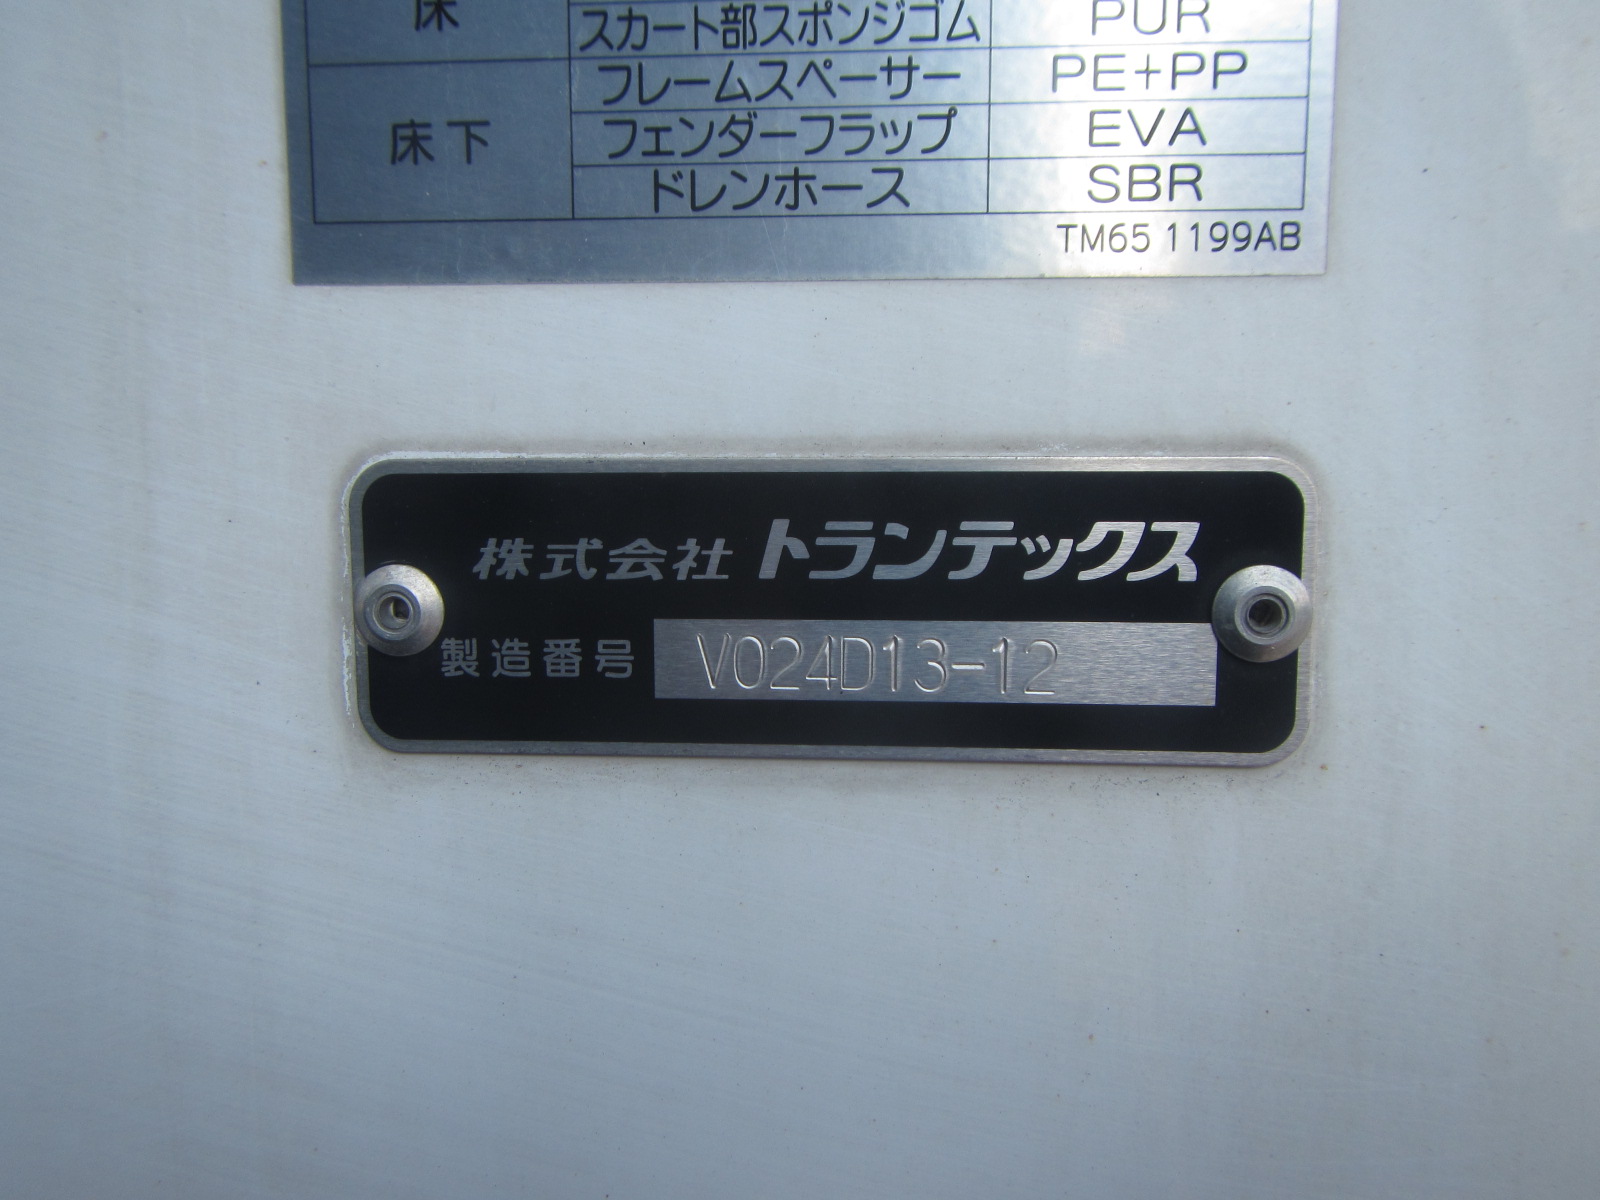 床 スカート部スポンジゴム PUR
フレームスペーサー PE+PP
床下 フェンダーフラップ EVA
ドレンホース SBR
TM65 1199AB
株式会社 トランテックス
製造番号 V024D13-12